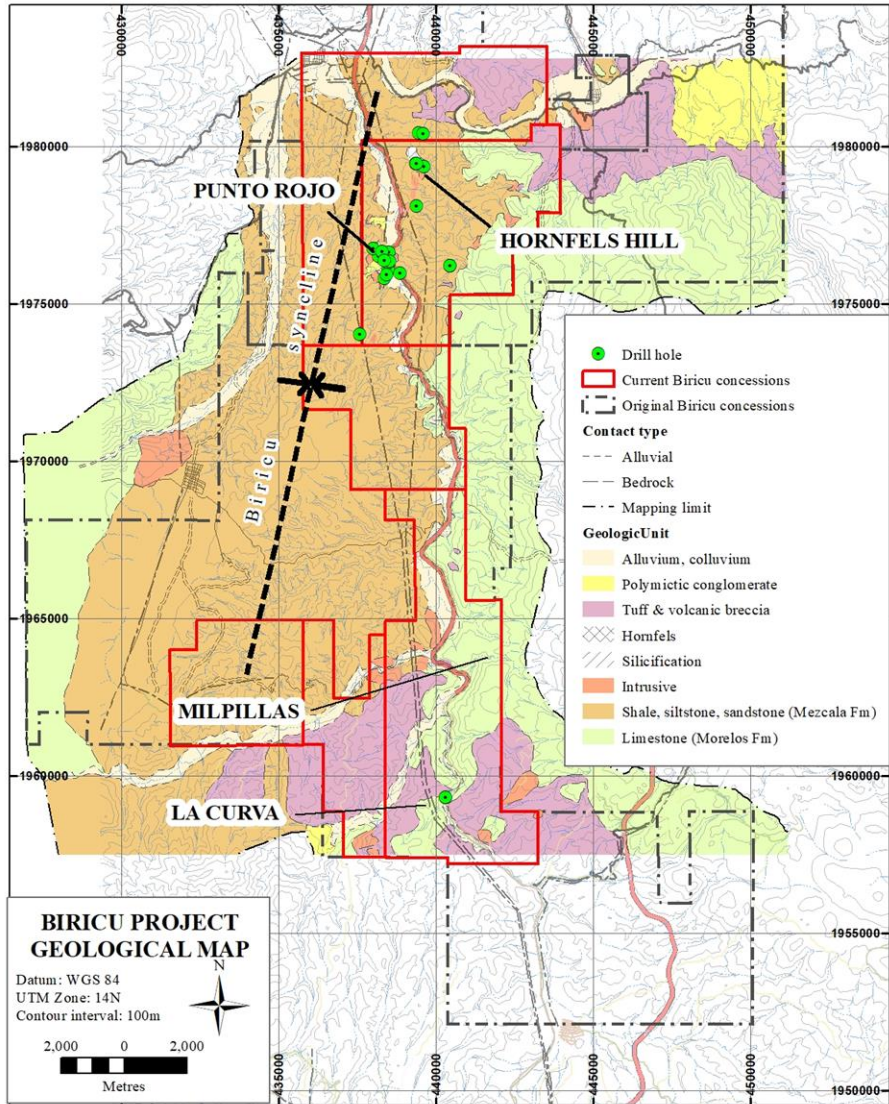 430000
435000
440000
445000
450000
1980000
1980000
PUNTO ROJO
HORNFELS HILL
syncline
1975000
1975000
Biricu
1970000
1965000
MILPILLAS
1960000
1960000
LA CURVA
1955000
1955000
435000
440000
445000
450000
Drill hole
Current Biricu concessions
Original Biricu concessions
Contact type
Alluvial
Bedrock
Mapping limit
GeologicUnit
Alluvium, colluvium
Polymictic conglomerate
Tuff & volcanic breccia
Hornfels
Silicification
Intrusive
Shale, siltstone, sandstone (Mezcala Fm)
Limestone (Morelos Fm)
BIRICU PROJECT
GEOLOGICAL MAP
Datum: WGS 84
UTM Zone: 14N
Contour interval: 100m
N
2,000 0 2,000
Metres